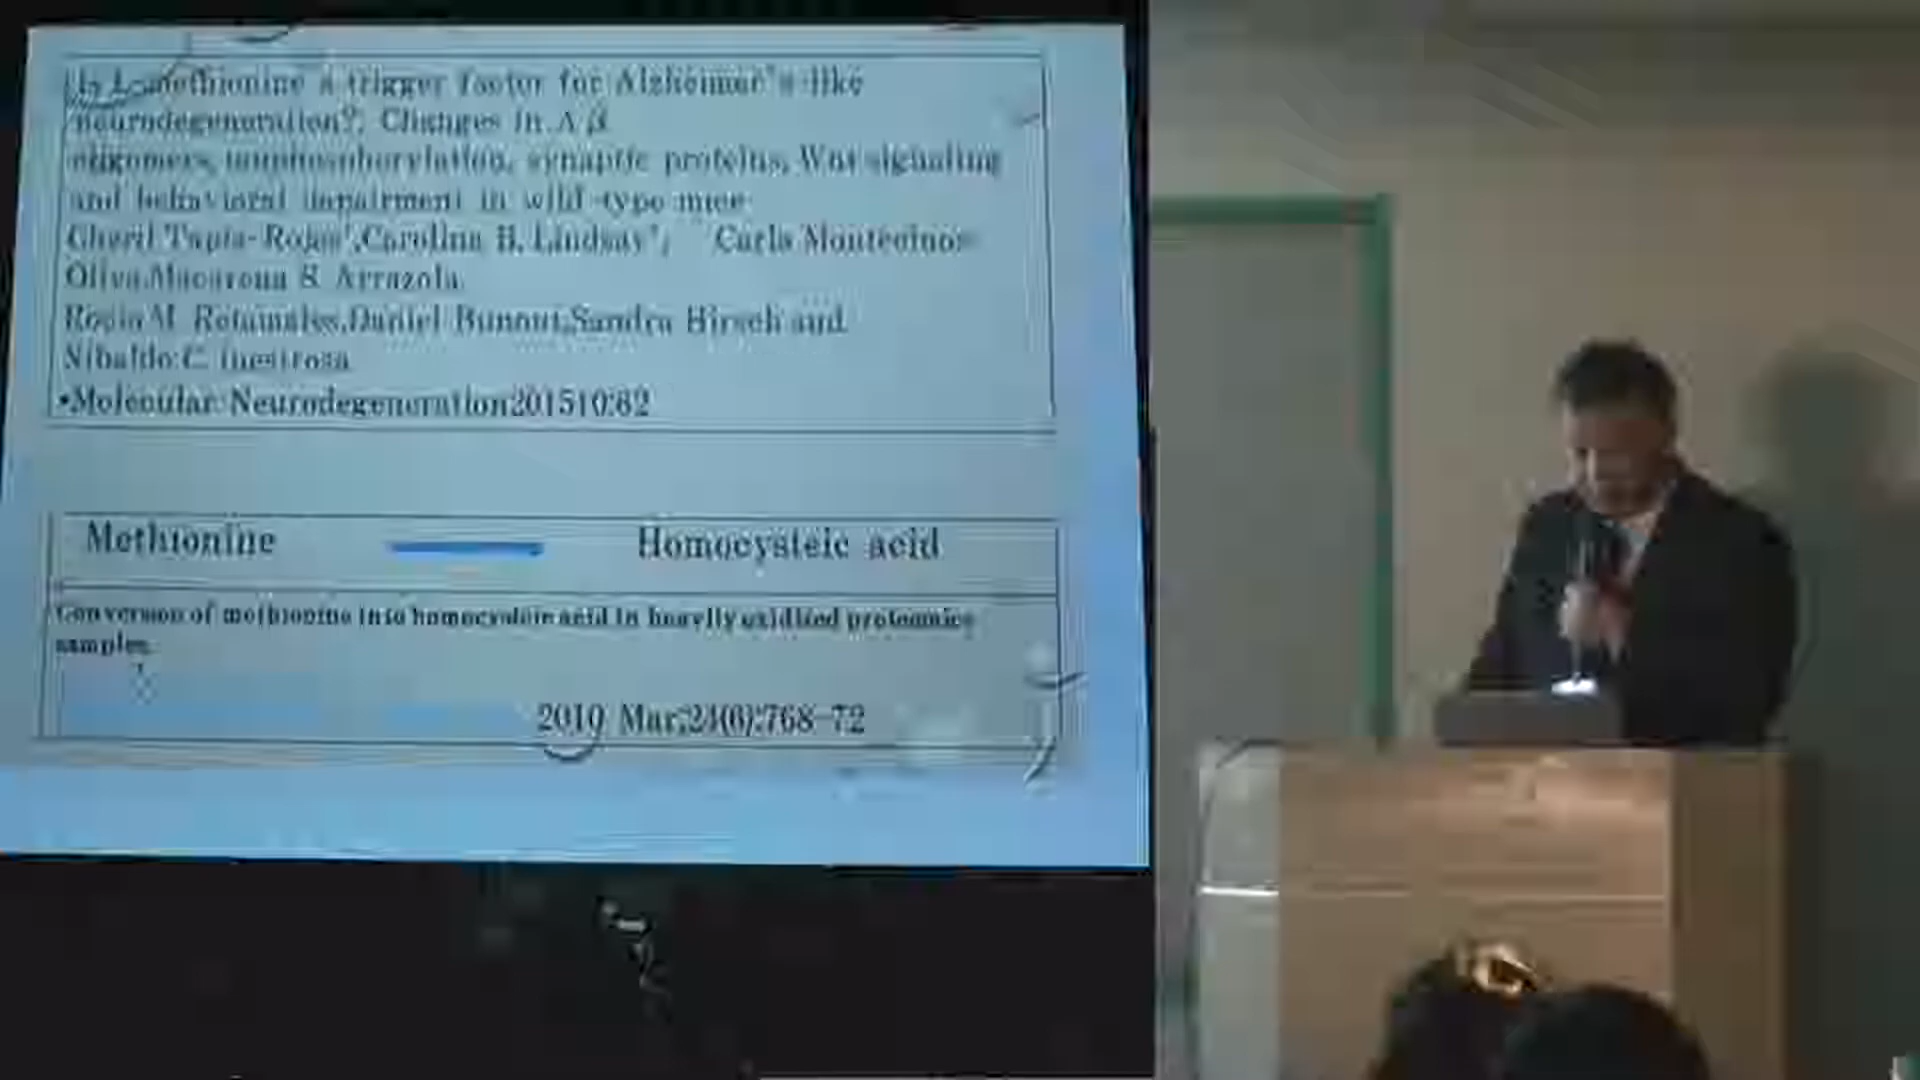 Is L-methionine a trigger factor for Alzheimer's-like
neurodegeneration?: Changes in Aβ
oligomers, synaptic proteins, Wnt signaling
and behavioral impairment in wild-type mice
Cheril Tapia-Rojas,Carolina B. Lindsay, Carla Montecinos-
Oliva,Macarena S. Arrazola,
Rocio M. Retamales,Daniel Bunout,Sandra Hirsch and
Nibaldo C. Inestrosa
•Molecular Neurodegeneration201510:82
Methionine Homocysteic acid
Conversion of methionine into homocysteic acid in heavily oxidized proteomics
samples.
2010 Mar;24(6):768-72